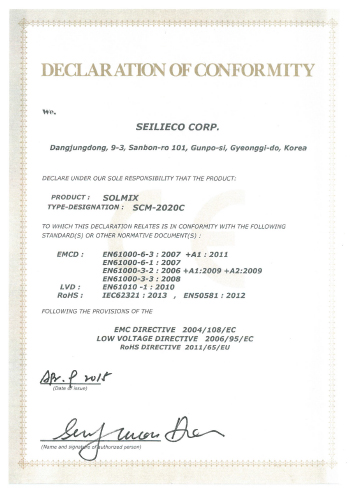 DECLARATION OF CONFORMITY
We,
SEILIECO CORP.
Dangjungdong, 9-3, Sanbon-ro 101, Gunpo-si, Gyeonggi-do, Korea
DECLARE UNDER OUR SOLE RESPONSIBILITY THAT THE PRODUCT:
PRODUCT : SOLMIX
TYPE-DESIGNATION : SCM-2020C
TO WHICH THIS DECLARATION RELATES IS IN CONFORMITY WITH THE FOLLOWING
STANDARD(S) OR OTHER NORMATIVE DOCUMENT(S) :
EMCD : EN61000-6-3 : 2007 +A1 : 2011
EN61000-6-1 : 2007
EN61000-3-2 : 2006 +A1:2009 +A2:2009
EN61000-3-3 : 2008
LVD : EN61010 -1 : 2010
RoHS : IEC62321 : 2013 , EN50581 : 2012
FOLLOWING THE PROVISIONS OF THE
EMC DIRECTIVE 2004/108/EC
LOW VOLTAGE DIRECTIVE 2006/95/EC
RoHS DIRECTIVE 2011/65/EU
2015
(Date of issue)
(Name and signature of authorized person)